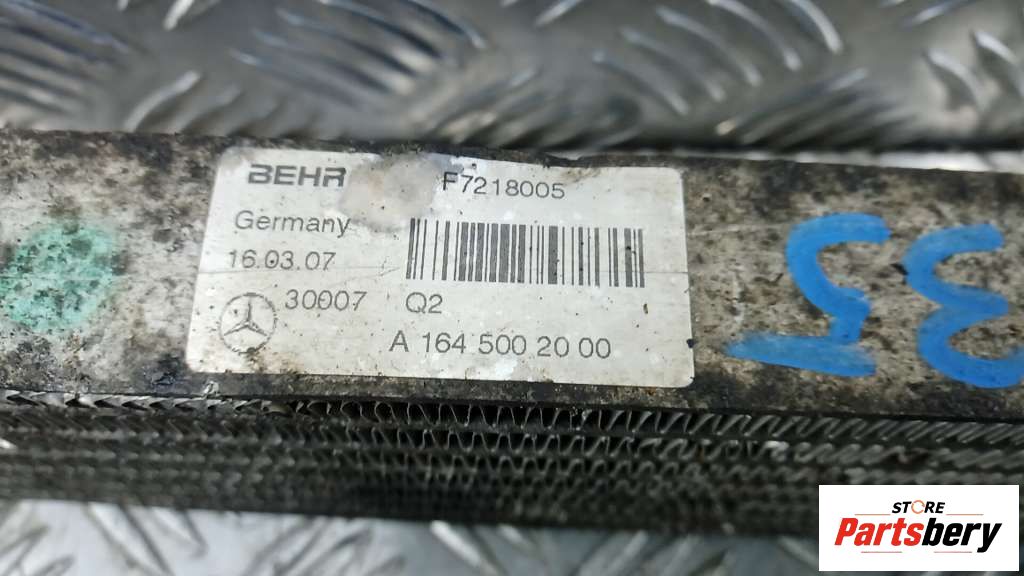 BEHR F7218005
Germany
16.03.07
30007 Q2
A 164 500 20 00
35
STORE
Partsbery